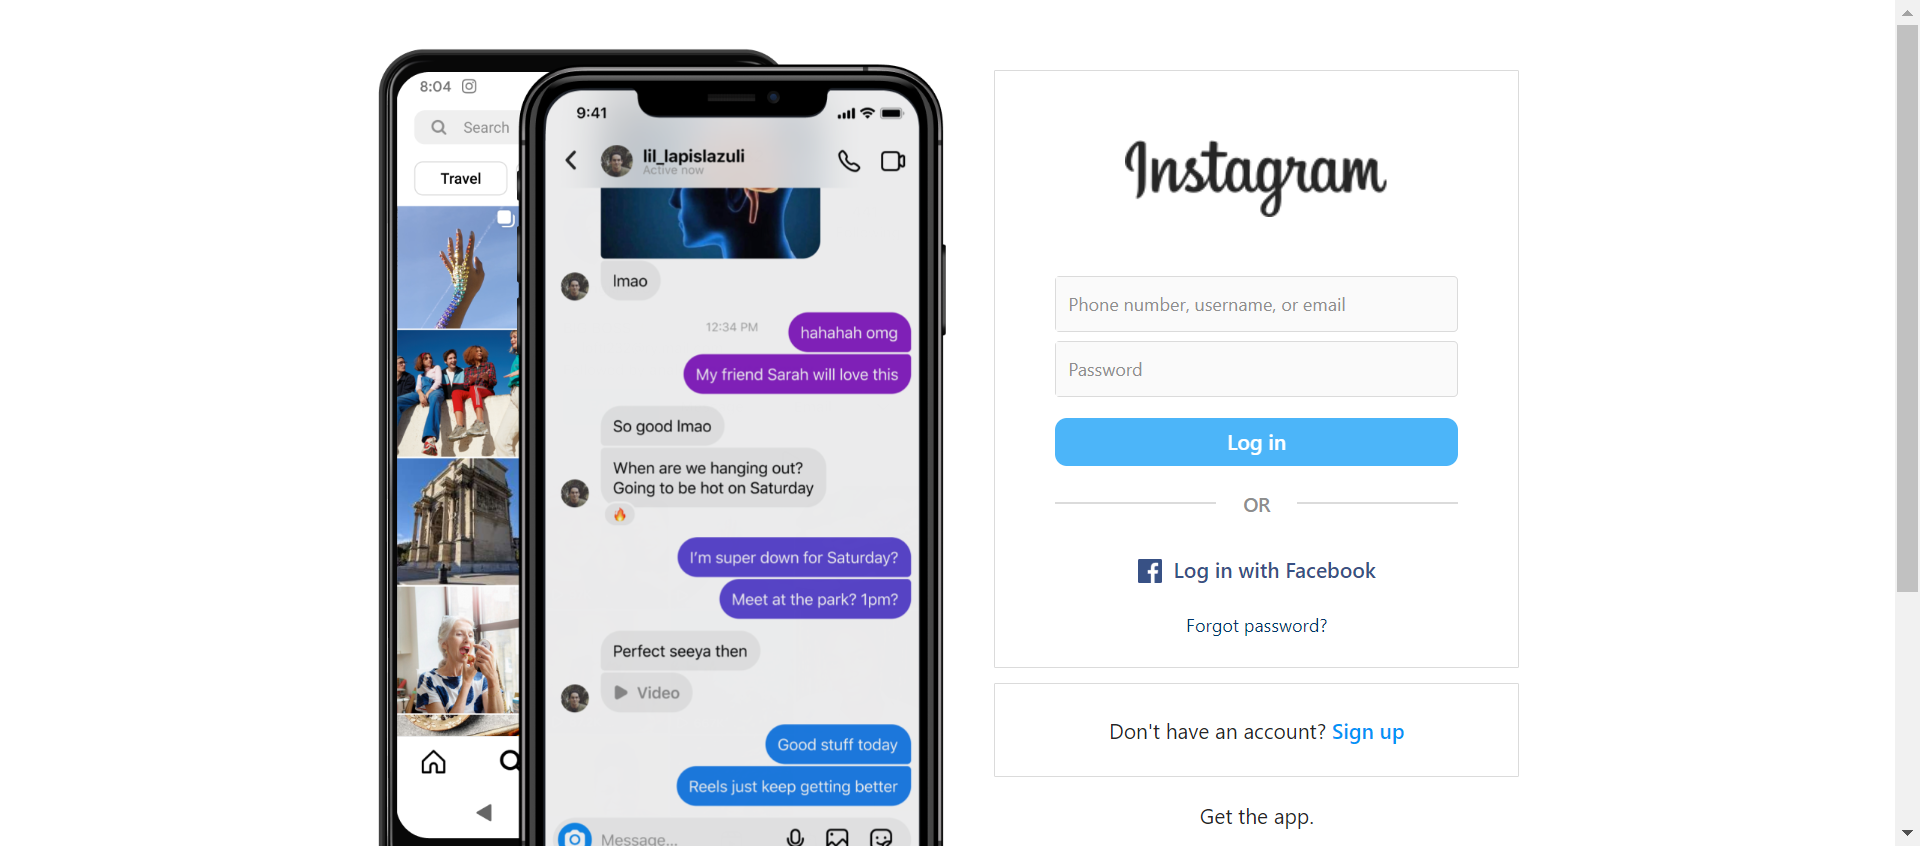 8:04
Search
Travel
9:41
lil_lapislazuli
Active now
lmao
12:34 PM
hahahah omg
My friend Sarah will love this
So good lmao
When are we hanging out?
Going to be hot on Saturday
I'm super down for Saturday?
Meet at the park? 1pm?
Perfect seeya then
Video
Good stuff today
Reels just keep getting better
Message...
Instagram
Phone number, username, or email
Password
Log in
OR
Log in with Facebook
Forgot password?
Don't have an account? Sign up
Get the app.